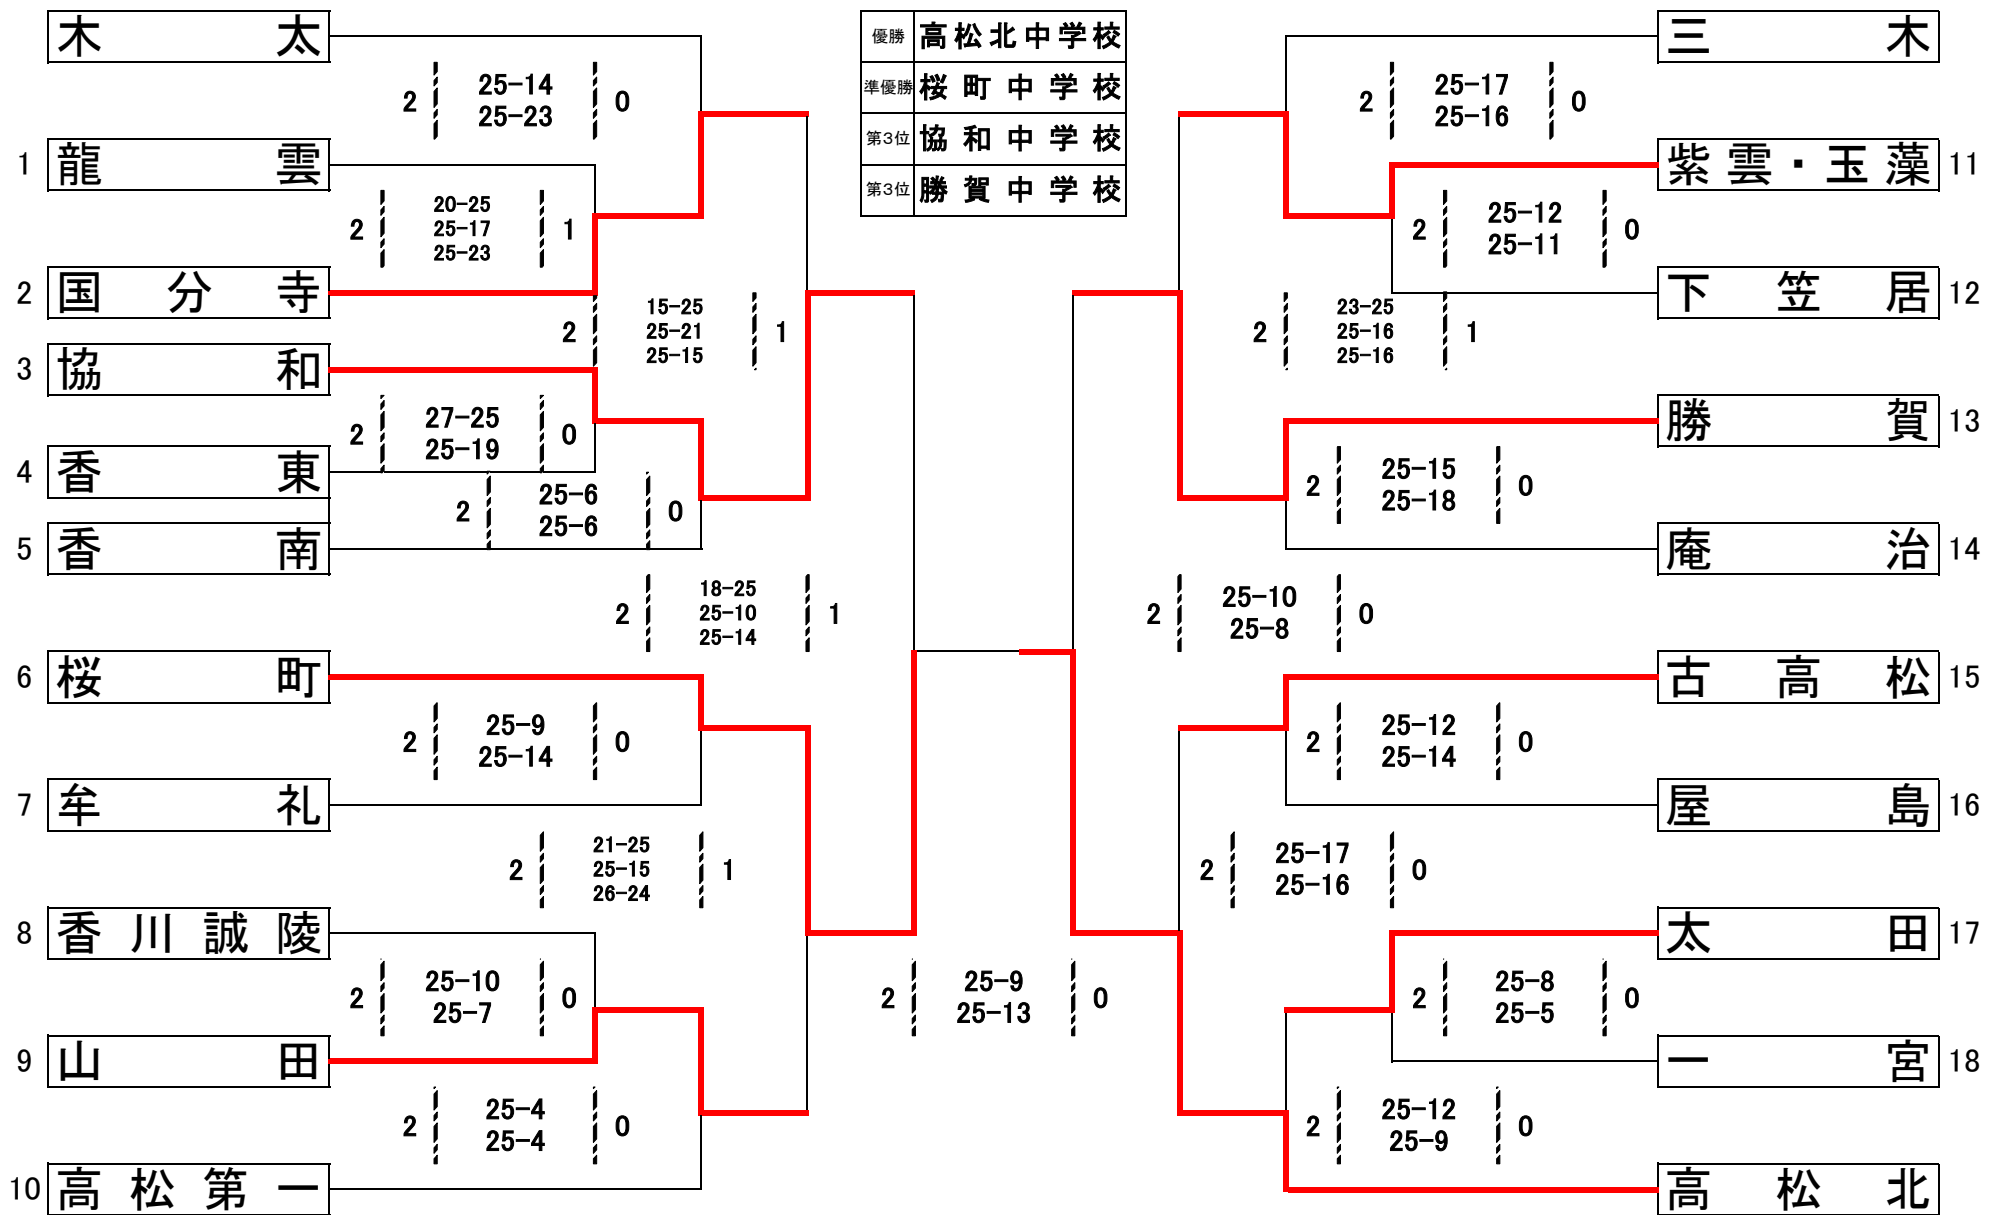 木太
2 25-14 0
25-23
1 龍雲
2 20-25 1
25-17
25-23
2 国分寺
2 15-25 1
25-21
25-15
3 協和
2 27-25 0
25-19
4 香東
2 25-6 0
25-6
5 香南
2 18-25 1
25-10
25-14
6 桜町
2 25-9 0
25-14
7 牟礼
2 21-25 1
25-15
26-24
8 香川誠陵
2 25-10 0
25-7
9 山田
2 25-4 0
25-4
10 高松第一
優勝 高松北中学校
準優勝 桜町中学校
第3位 協和中学校
第3位 勝賀中学校
2 25-9 0
25-13
三木
2 25-17 0
25-16
紫雲・玉藻 11
2 25-12 0
25-11
下笠居 12
2 23-25 1
25-16
25-16
勝賀 13
2 25-15 0
25-18
庵治 14
2 25-10 0
25-8
古高松 15
2 25-12 0
25-14
屋島 16
2 25-17 0
25-16
太田 17
2 25-8 0
25-5
一宮 18
2 25-12 0
25-9
高松北